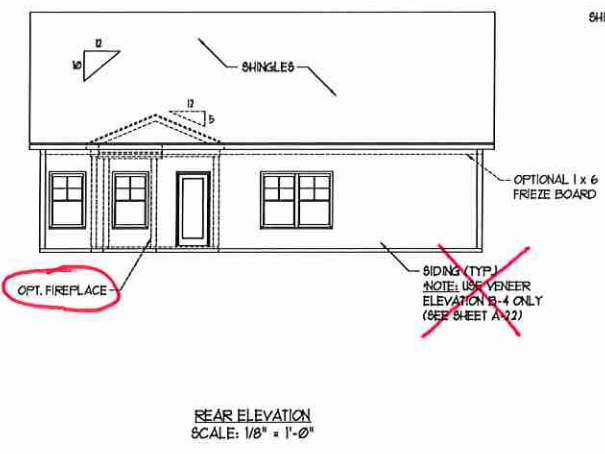 SHI
12
10
SHINGLES
12
5
OPTIONAL 1 x 6
FRIEZE BOARD
OPT. FIREPLACE
SIDING (TYP.)
NOTE: USE VENEER
ELEVATION B-4 ONLY
(SEE SHEET A-22)
REAR ELEVATION
SCALE: 1/8" = 1'-0"